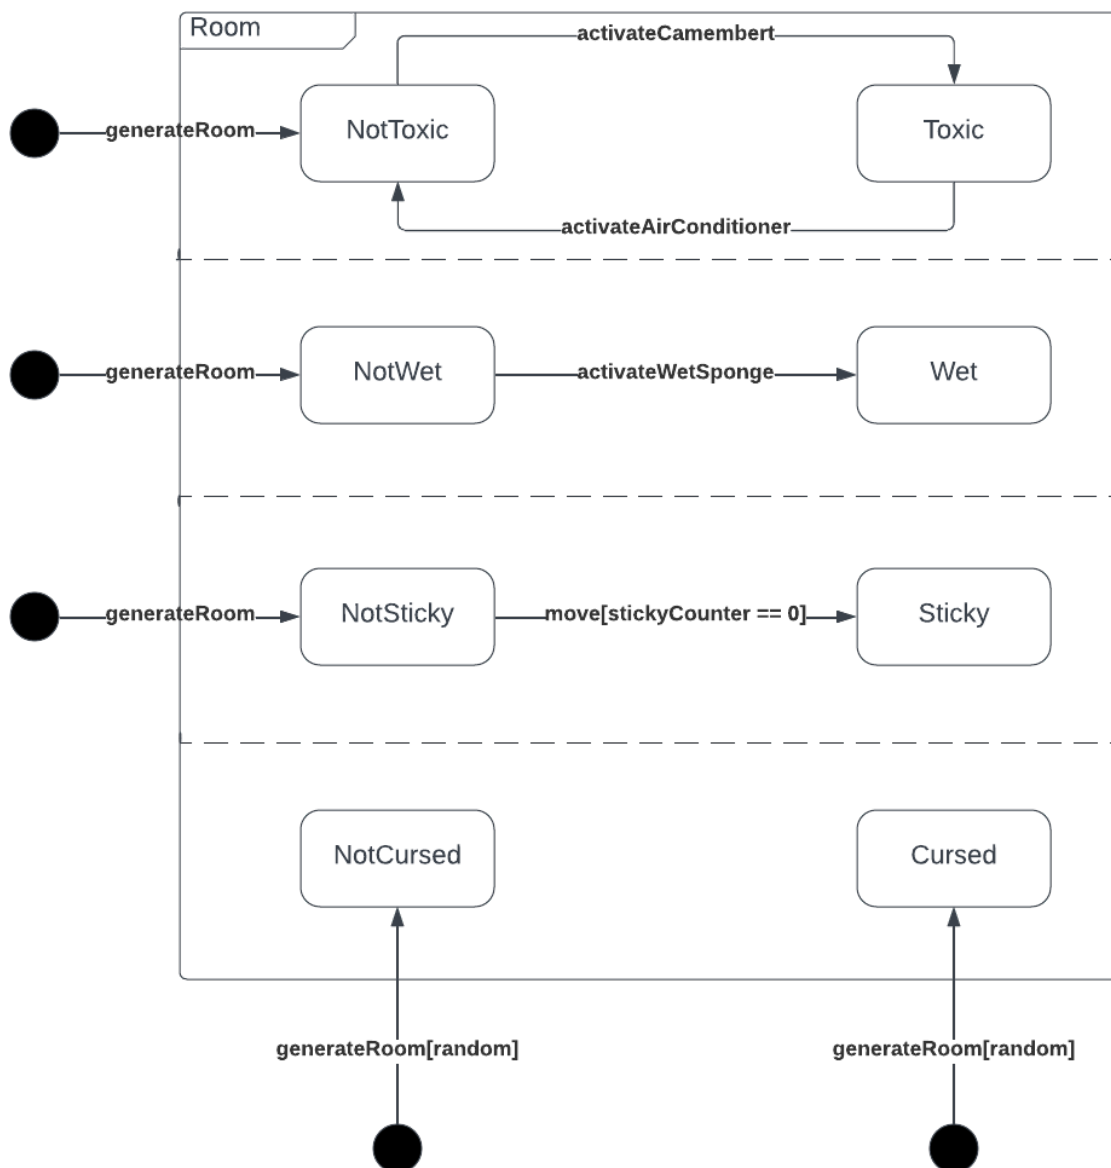 Room
activateCamembert
generateRoom
NotToxic
Toxic
activateAirConditioner
generateRoom
NotWet
activateWetSponge
Wet
generateRoom
NotSticky
move[stickyCounter == 0]
Sticky
NotCursed
Cursed
generateRoom[random]
generateRoom[random]